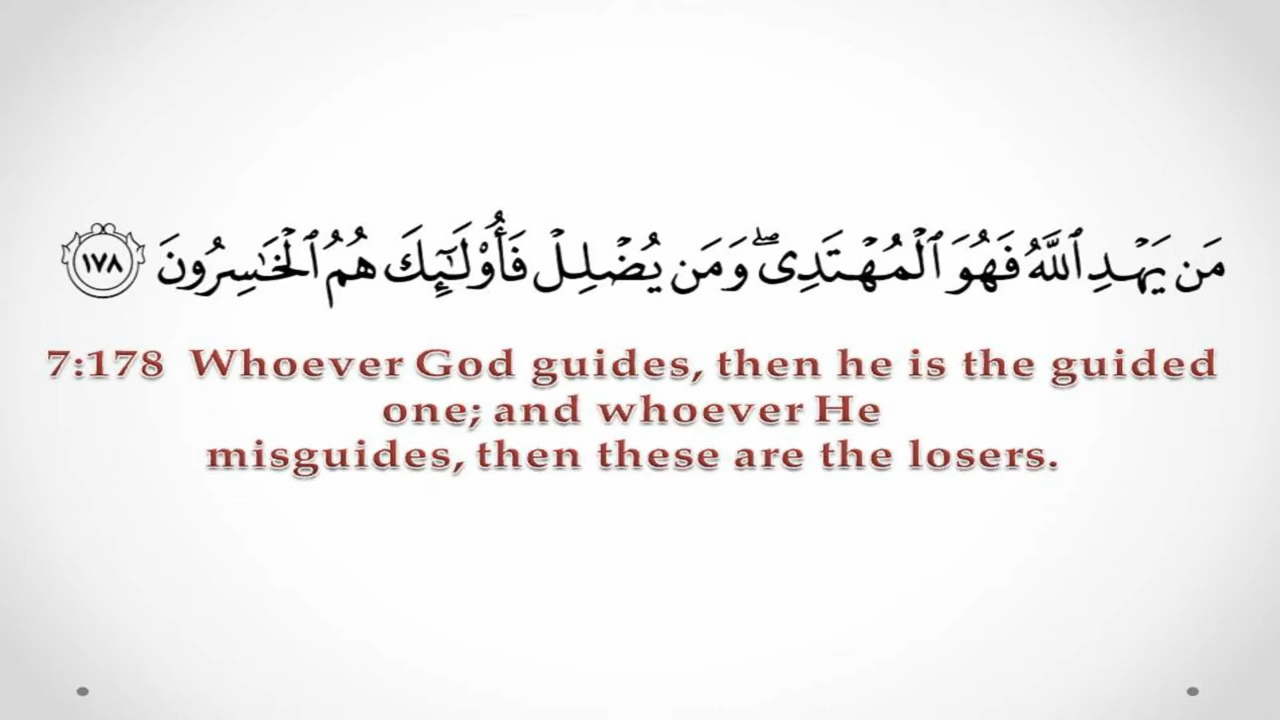 مَن يَهْدِ ٱللَّهُ فَهُوَ ٱلْمُهْتَدِى ۖ وَمَن يُضْلِلْ فَأُو۟لَـٰٓئِكَ هُمُ ٱلْخَـٰسِرُونَ ١٧٨
7:178 Whoever God guides, then he is the guided
one; and whoever He
misguides, then these are the losers.